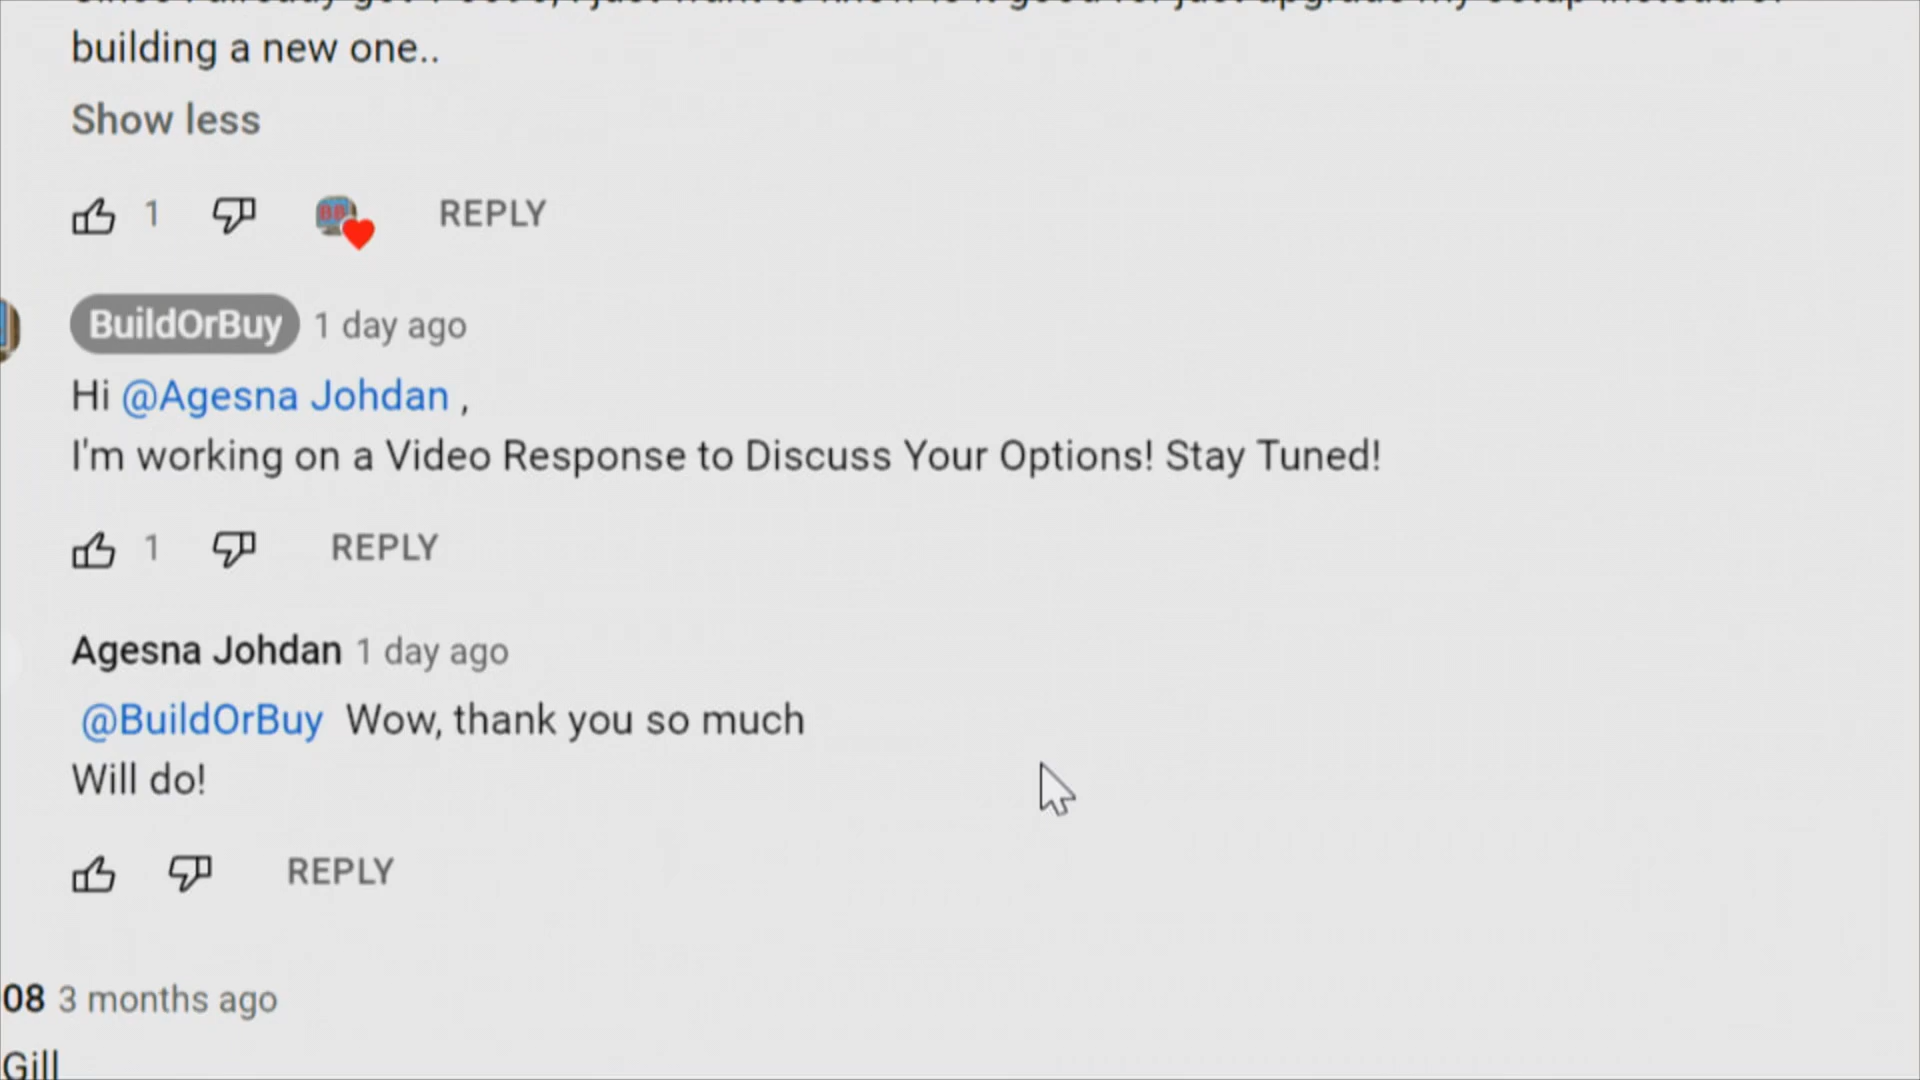 building a new one..
Show less
1 BB REPLY
BuildOrBuy 1 day ago
Hi @Agesna Johdan ,
I'm working on a Video Response to Discuss Your Options! Stay Tuned!
1 REPLY
Agesna Johdan 1 day ago
@BuildOrBuy Wow, thank you so much
Will do!
REPLY
08 3 months ago
Gill